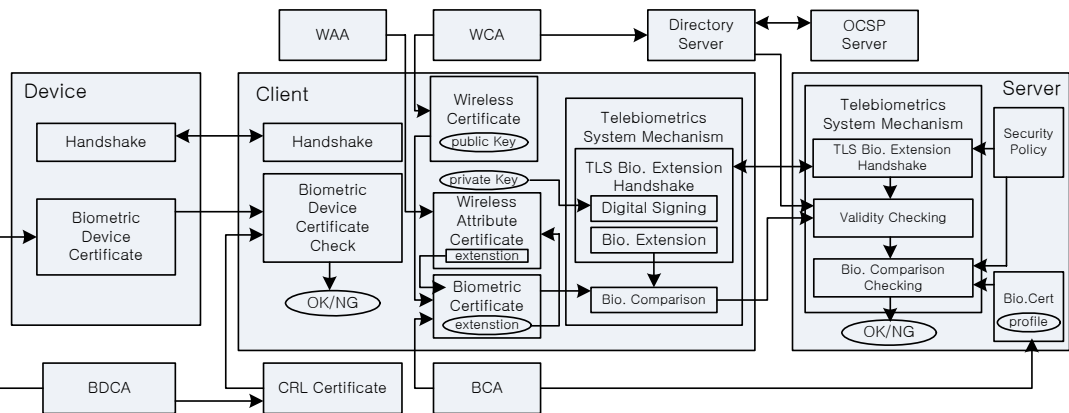 WAA
WCA
Directory
Server
OCSP
Server
Device
Handshake
Biometric
Device
Certificate
Client
Handshake
Biometric
Device
Certificate
Check
OK/NG
Wireless
Certificate
public Key
private Key
Wireless
Attribute
Certificate
extenstion
Biometric
Certificate
extenstion
Telebiometrics
System Mechanism
TLS Bio. Extension
Handshake
Digital Signing
Bio. Extension
Bio. Comparison
Server
Telebiometrics
System Mechanism
TLS Bio. Extension
Handshake
Validity Checking
Bio. Comparison
Checking
OK/NG
Security
Policy
Bio.Cert
profile
BDCA
CRL Certificate
BCA